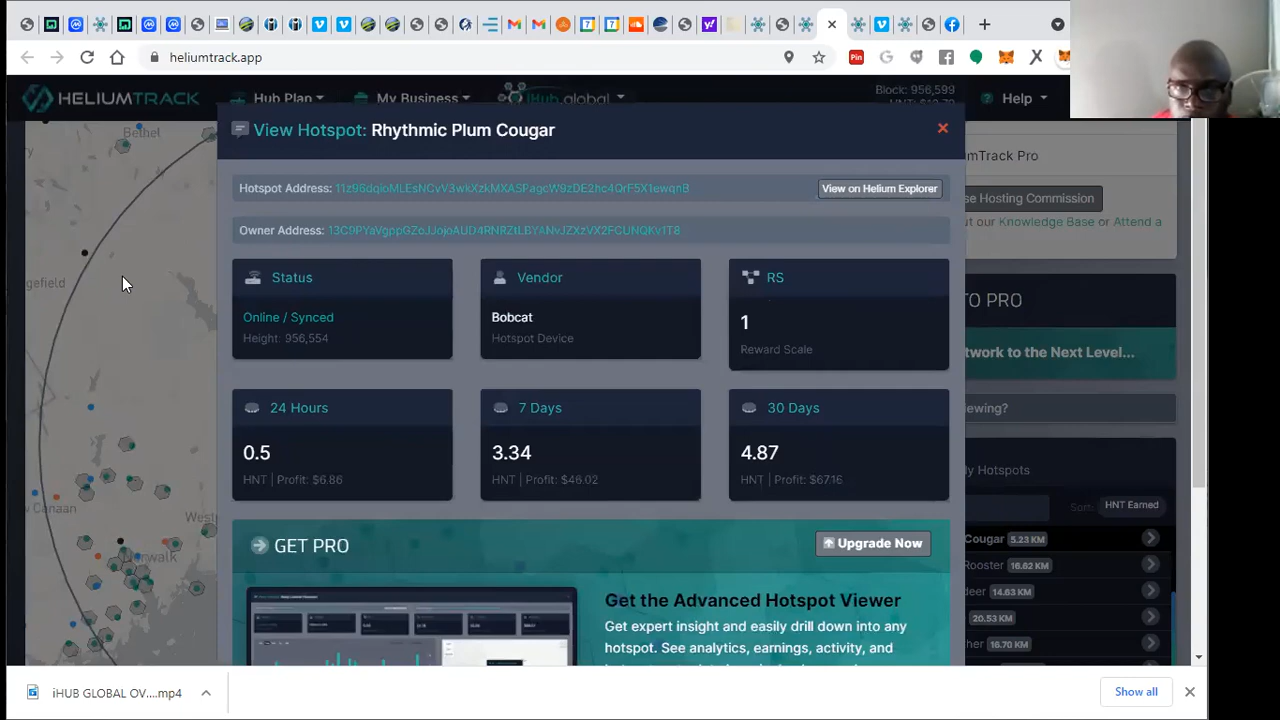 heliumtrack.app
Pin
HELIUMTRACK
Hub Plan
My Business
iHub.global
Block: 956,599
Help
Bethel
View Hotspot: Rhythmic Plum Cougar
mTrack Pro
Hotspot Address:
View on Helium Explorer
se Hosting Commission
out our Knowledge Base or Attend a
Owner Address:
Status
Vendor
RS
gefield
TO PRO
Online / Synced
Bobcat
1
Height: 956,554
Hotspot Device
Reward Scale
twork to the Next Level...
24 Hours
7 Days
30 Days
ewing?
0.5
3.34
4.87
HNT | Profit: $6.86
HNT | Profit: $46.02
HNT | Profit: $67.16
y Hotspots
w Canaan
West
Sort:
HNT Earned
Norwalk
GET PRO
Upgrade Now
Cougar 5.23 KM
Rooster 16.62 KM
deer 14.63 KM
20.53 KM
her 16.70 KM
Get the Advanced Hotspot Viewer
Get expert insight and easily drill down into any
hotspot. See analytics, earnings, activity, and
iHUB GLOBAL OV....mp4
Show all